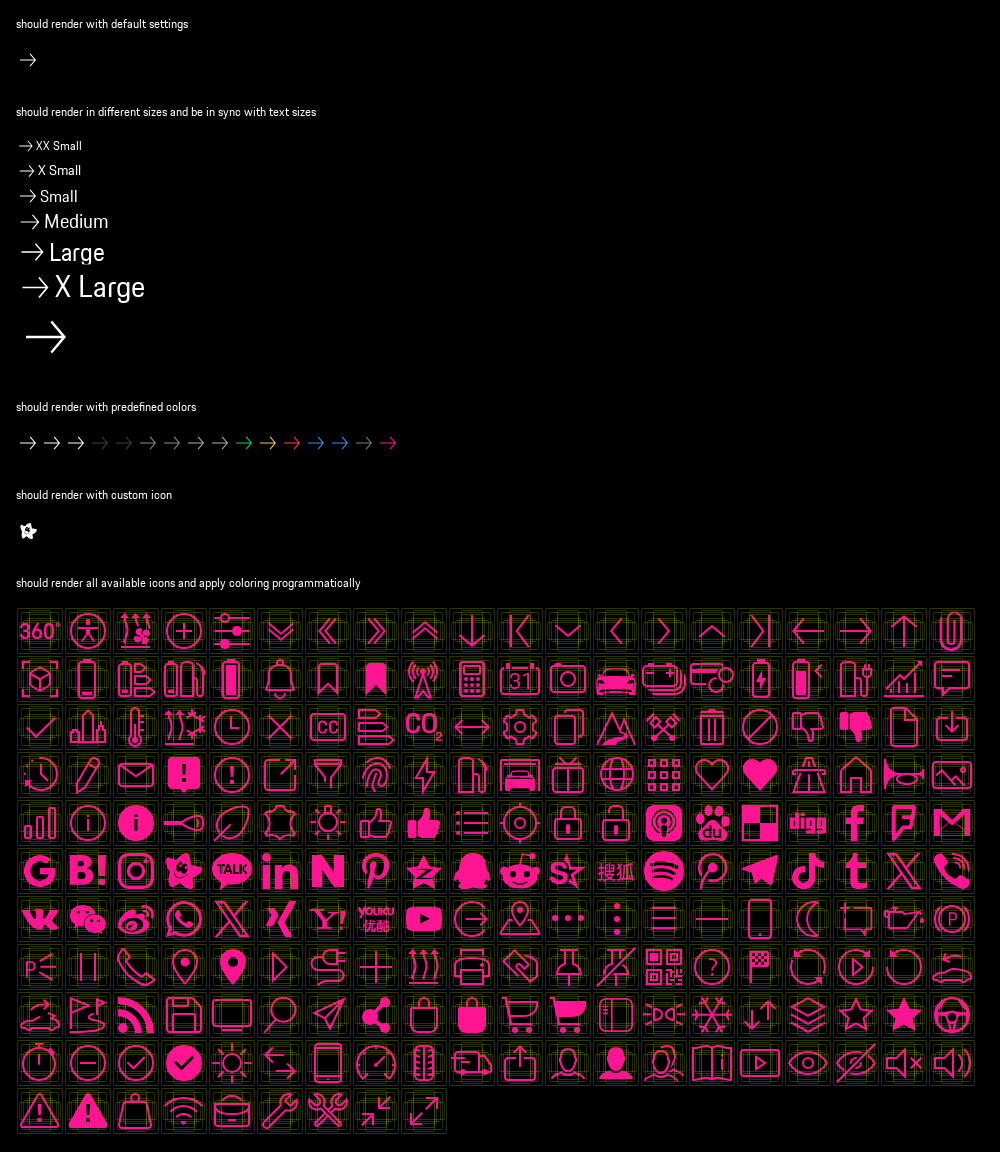 should render with default settings
should render in different sizes and be in sync with text sizes
XX Small
X Small
Small
Medium
Large
X Large
should render with predefined colors
should render with custom icon
should render all available icons and apply coloring programmatically
360°
31
CC
CO2
du
digg
G B! TALK in N
搜狐
YOUKU
优酷
P
P
?